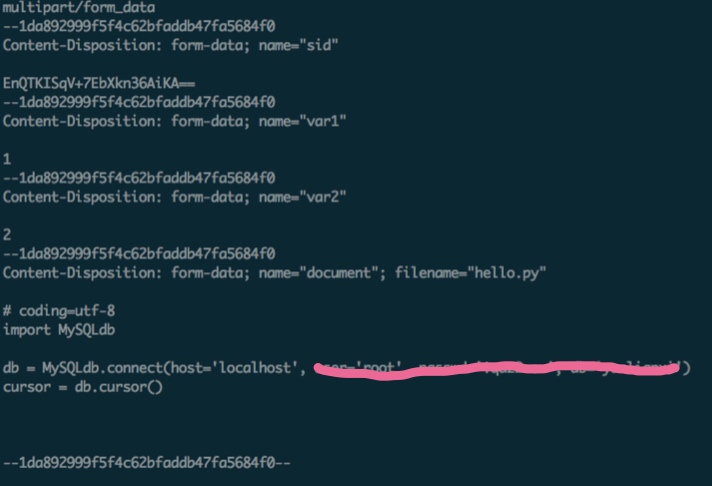 multipart/form_data
--1da892999f5f4c62bfaddb47fa5684f0
Content-Disposition: form-data; name="sid"
EnQTKISqV+7EbXkn36AiKA==
--1da892999f5f4c62bfaddb47fa5684f0
Content-Disposition: form-data; name="var1"
1
--1da892999f5f4c62bfaddb47fa5684f0
Content-Disposition: form-data; name="var2"
2
--1da892999f5f4c62bfaddb47fa5684f0
Content-Disposition: form-data; name="document"; filename="hello.py"
# coding=utf-8
import MySQLdb
db = MySQLdb.connect(host='localhost', )
cursor = db.cursor()
--1da892999f5f4c62bfaddb47fa5684f0--